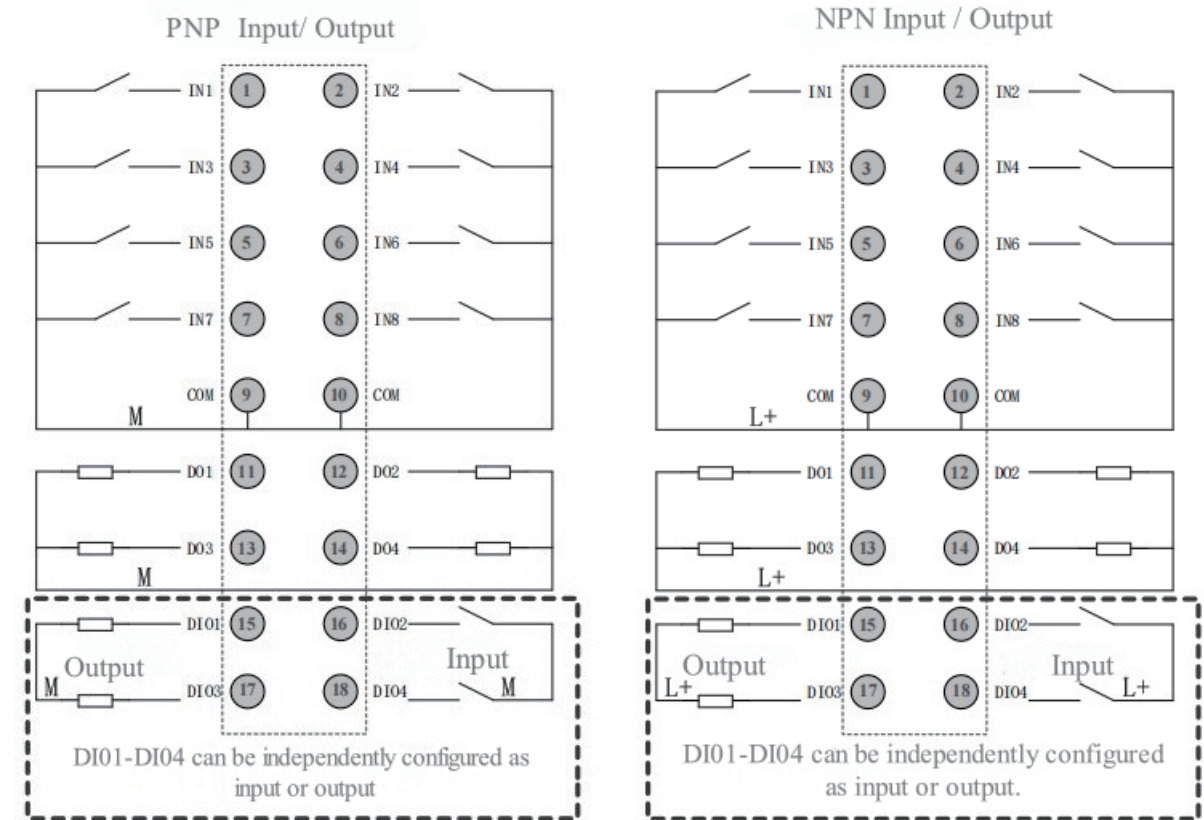 PNP Input/ Output
IN1 1 2 IN2
IN3 3 4 IN4
IN5 5 6 IN6
IN7 7 8 IN8
COM 9 10 COM
M
DO1 11 12 DO2
DO3 13 14 DO4
M
DIO1 15 16 DIO2
Output Input
M M
DIO3 17 18 DIO4
DI01-DI04 can be independently configured as
input or output
NPN Input / Output
IN1 1 2 IN2
IN3 3 4 IN4
IN5 5 6 IN6
IN7 7 8 IN8
COM 9 10 COM
L+
DO1 11 12 DO2
DO3 13 14 DO4
L+
DIO1 15 16 DIO2
Output Input
L+ L+
DIO3 17 18 DIO4
DI01-DI04 can be independently configured
as input or output.